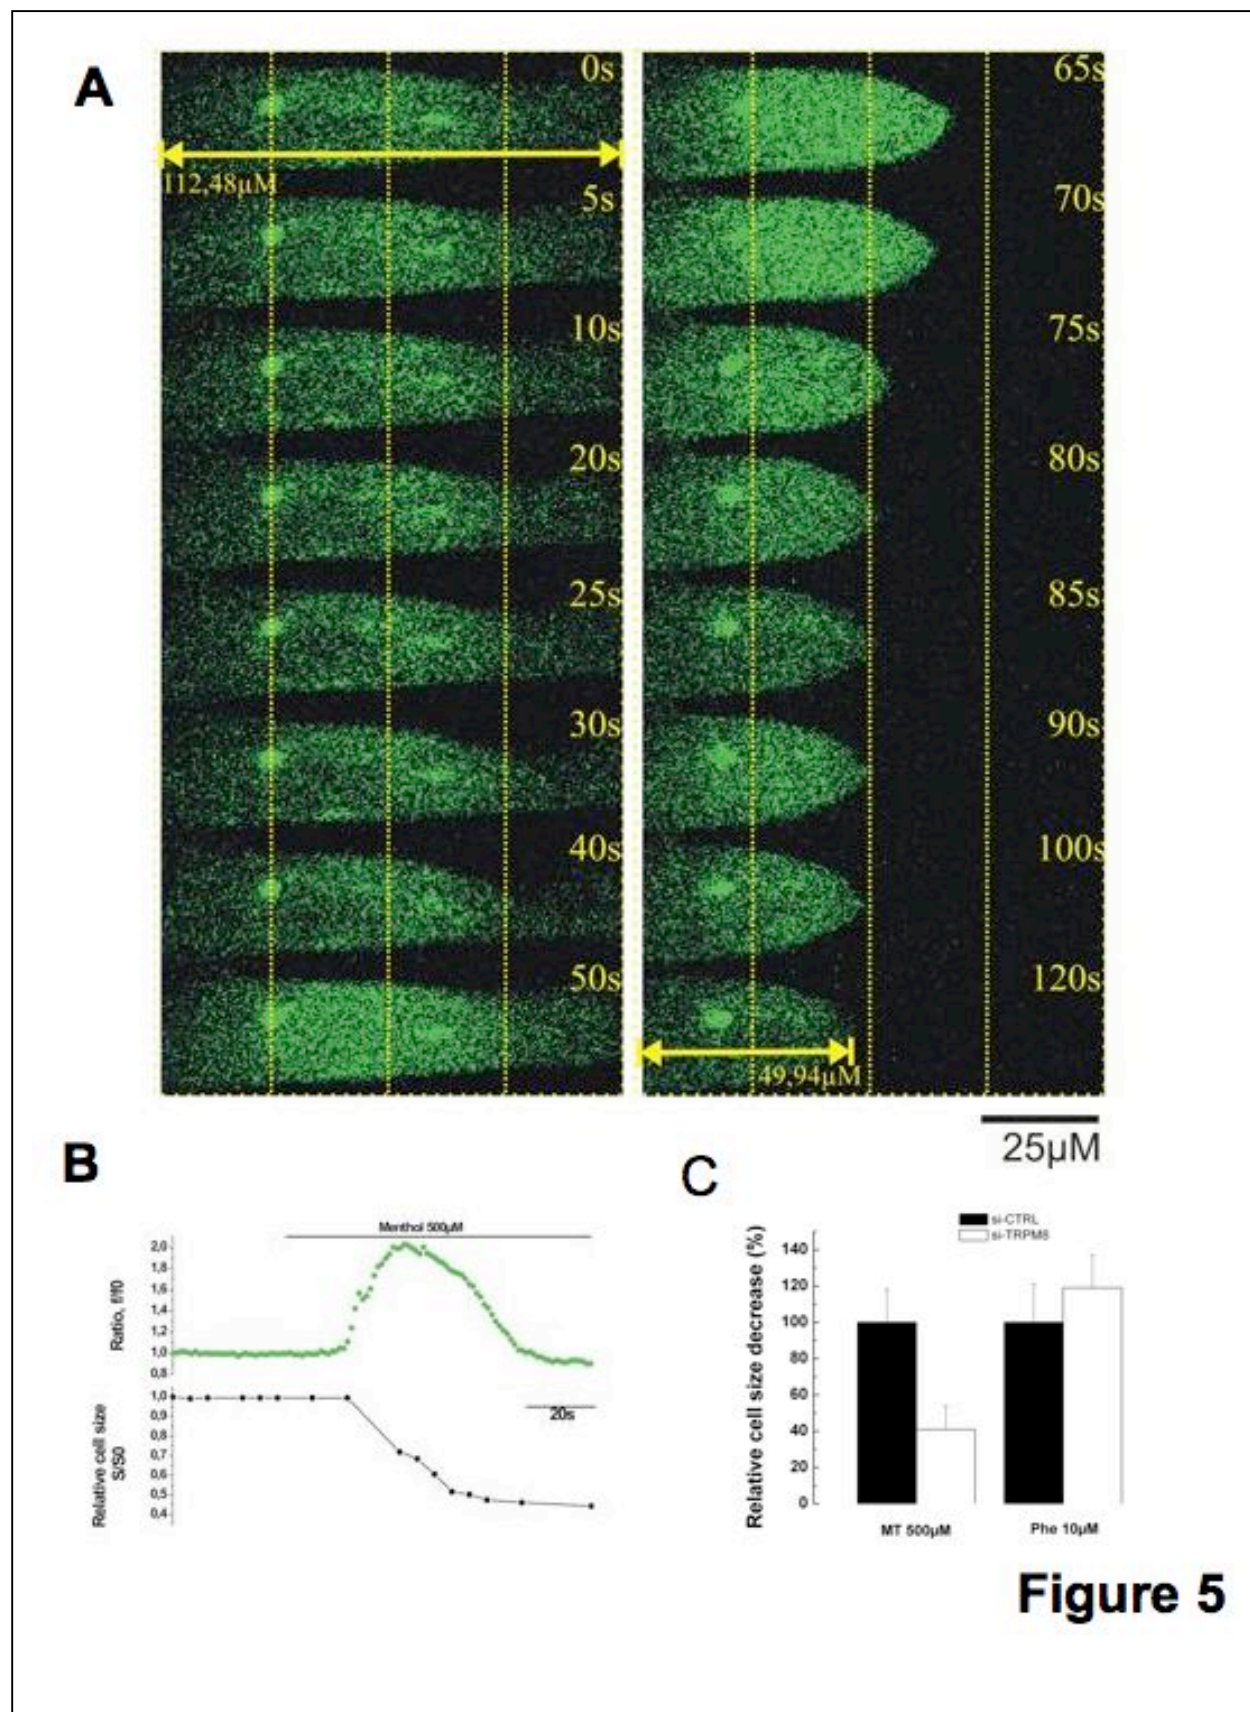 A
0s
112,48µM
5s
10s
20s
25s
30s
40s
50s
65s
70s
75s
80s
85s
90s
100s
120s
49,94µM
25µM
B
Menthol 500µM
Ratio, f/f0
2,0
1,8
1,6
1,4
1,2
1,0
0,8
Relative cell size
S/S0
1,0
0,9
0,8
0,7
0,6
0,5
0,4
20s
C
si-CTRL
si-TRPM8
Relative cell size decrease (%)
140
120
100
80
60
40
20
0
MT 500µM
Phe 10µM
Figure 5